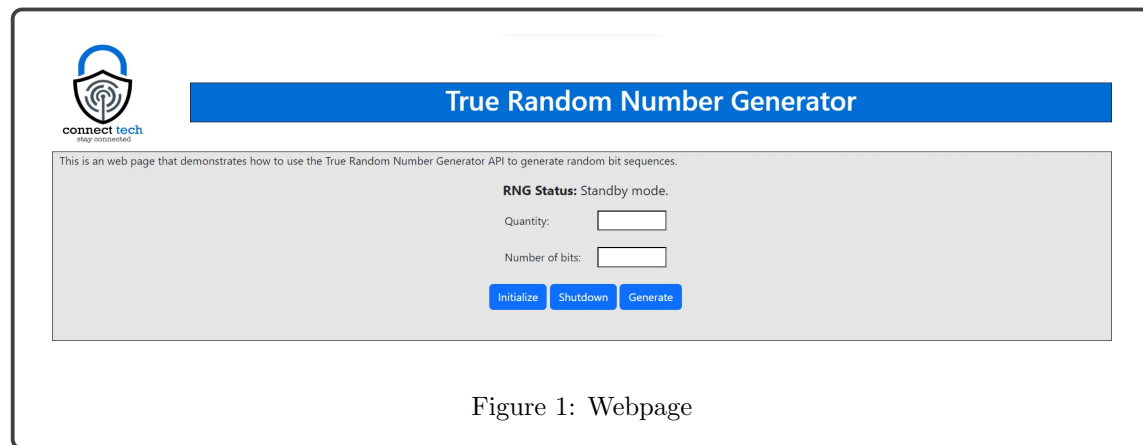 connect tech
stay connected
True Random Number Generator
This is an web page that demonstrates how to use the True Random Number Generator API to generate random bit sequences.
RNG Status: Standby mode.
Quantity:
Number of bits:
Initialize Shutdown Generate
Figure 1: Webpage